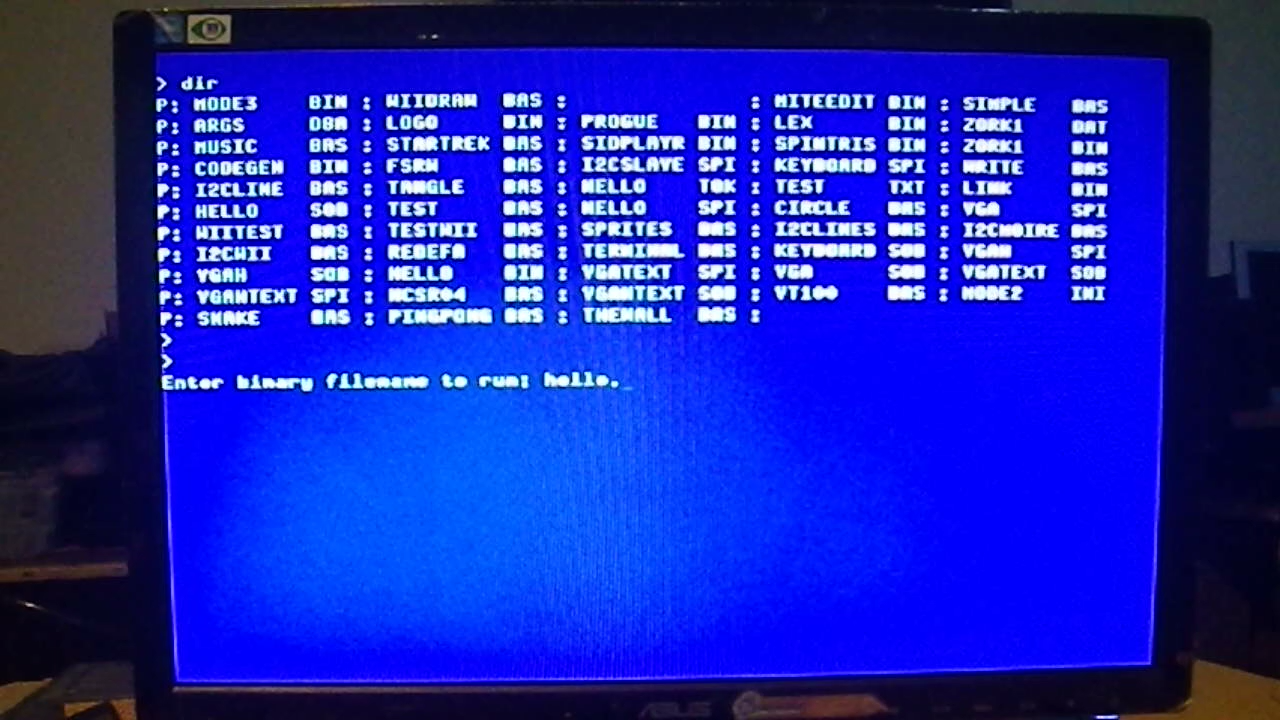 > dir
P: MODE3 BIN : WIIDRAW BAS : : MITEEDIT BIN : SIMPLE BAS
P: ARGS DBA : LOGO BIN : PROGUE BIN : LEX BIN : ZORK1 DAT
P: MUSIC BAS : STARTREK BAS : SIDPLAYR BIN : SPINTRIS BIN : ZORK1 BIN
P: CODEGEN BIN : FSRW BAS : I2CSLAVE SPI : KEYBOARD SPI : WRITE BAS
P: I2CLINE BAS : TANGLE BAS : HELLO TOK : TEST TXT : LINK BIN
P: HELLO SOB : TEST BAS : HELLO SPI : CIRCLE BAS : VGA SPI
P: WIITEST BAS : TESTWII BAS : SPRITES BAS : I2CLINES BAS : I2CMOIRE BAS
P: I2CWII BAS : REDEFA BAS : TERMINAL BAS : KEYBOARD SOB : VGAH SPI
P: VGAH SOB : HELLO BIN : VGATEXT SPI : VGA SOB : VGATEXT SOB
P: VGAHTEXT SPI : HCSR04 BAS : VGAHTEXT SOB : VT100 BAS : MODE2 INI
P: SNAKE BAS : PINGPONG BAS : THEMALL BAS :
>
>
Enter binary filename to run: hello._
ASUS